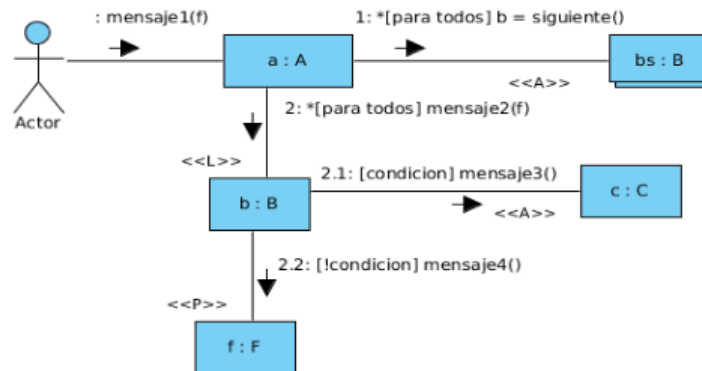 : mensaje1(f)
1: *[para todos] b = siguiente()
a : A
bs : B
<<A>>
Actor
2: *[para todos] mensaje2(f)
<<L>>
2.1: [condicion] mensaje3()
b : B
c : C
<<A>>
2.2: [!condicion] mensaje4()
<<P>>
f : F